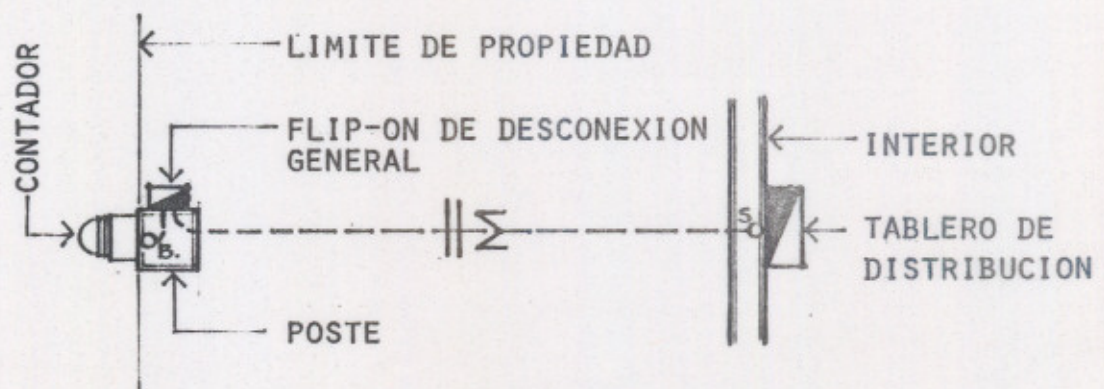 LIMITE DE PROPIEDAD
CONTADOR
FLIP-ON DE DESCONEXION
GENERAL
INTERIOR
S
B.
TABLERO DE
DISTRIBUCION
POSTE